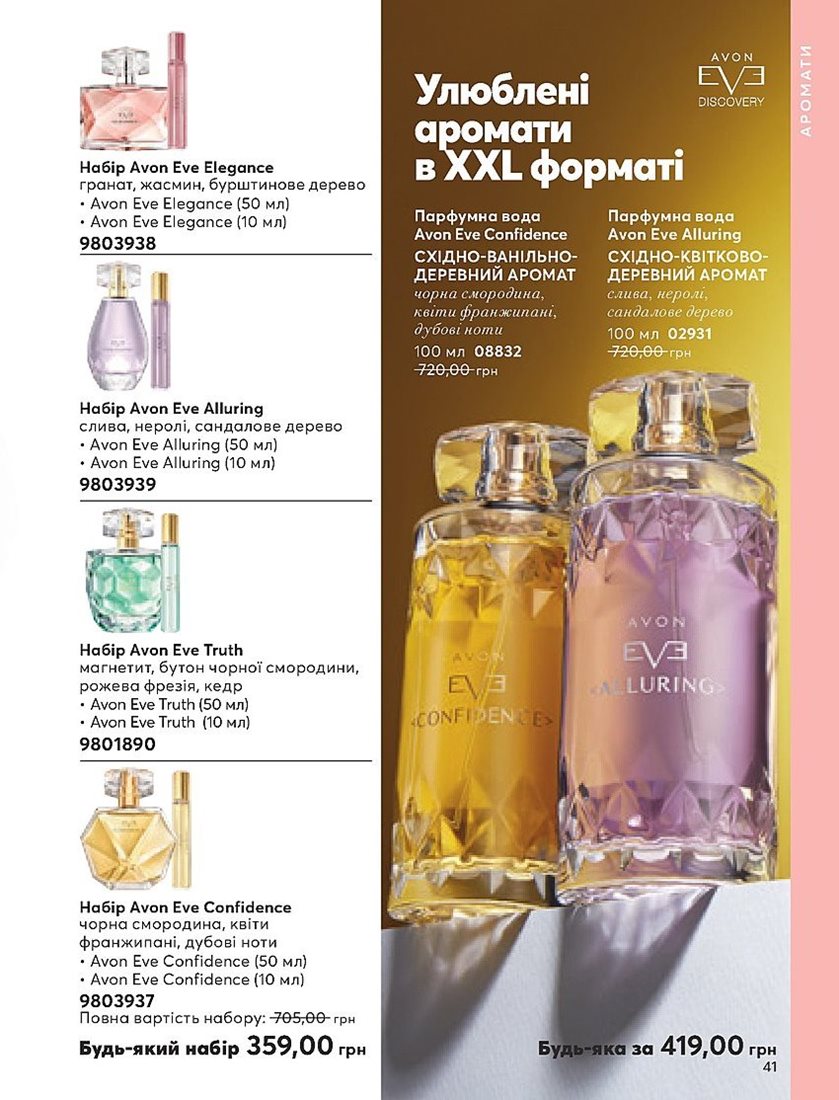 Набір Avon Eve Elegance
гранат, жасмин, бурштинове дерево
• Avon Eve Elegance (50 мл)
• Avon Eve Elegance (10 мл)
9803938
Набір Avon Eve Alluring
слива, неролі, сандалове дерево
• Avon Eve Alluring (50 мл)
• Avon Eve Alluring (10 мл)
9803939
Набір Avon Eve Truth
магнетит, бутон чорної смородини,
рожева фрезія, кедр
• Avon Eve Truth (50 мл)
• Avon Eve Truth (10 мл)
9801890
Набір Avon Eve Confidence
чорна смородина, квіти
франжипані, дубові ноти
• Avon Eve Confidence (50 мл)
• Avon Eve Confidence (10 мл)
9803937
Повна вартість набору: 705,00 грн
Будь-який набір 359,00 грн
AVON
EVE
DISCOVERY
АРОМАТИ
Улюблені
аромати
в XXL форматі
Парфумна вода
Avon Eve Confidence
СХІДНО-ВАНІЛЬНО-
ДЕРЕВНИЙ АРОМАТ
чорна смородина,
квіти франжипані,
дубові ноти
100 мл 08832
720,00 грн
Парфумна вода
Avon Eve Alluring
СХІДНО-КВІТКОВО-
ДЕРЕВНИЙ АРОМАТ
слива, неролі,
сандалове дерево
100 мл 02931
720,00 грн
AVON
EVE
<CONFIDENCE>
AVON
EVE
<ALLURING>
Будь-яка за 419,00 грн
41